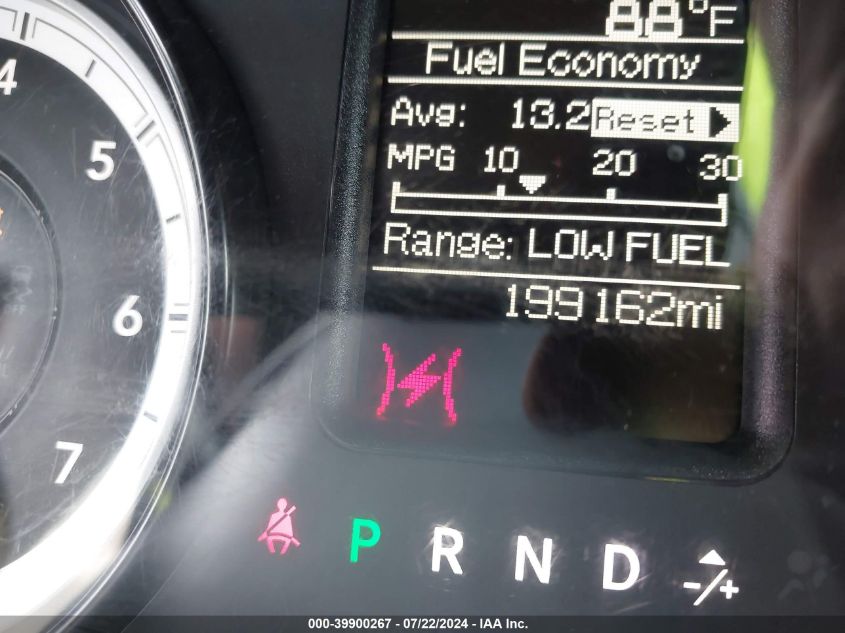 88°F
Fuel Economy
Avg: 13.2 Reset
MPG 10 20 30
Range: LOW FUEL
199162mi
4
5
6
7
P R N D -/+
000-39900267 - 07/22/2024 - IAA Inc.